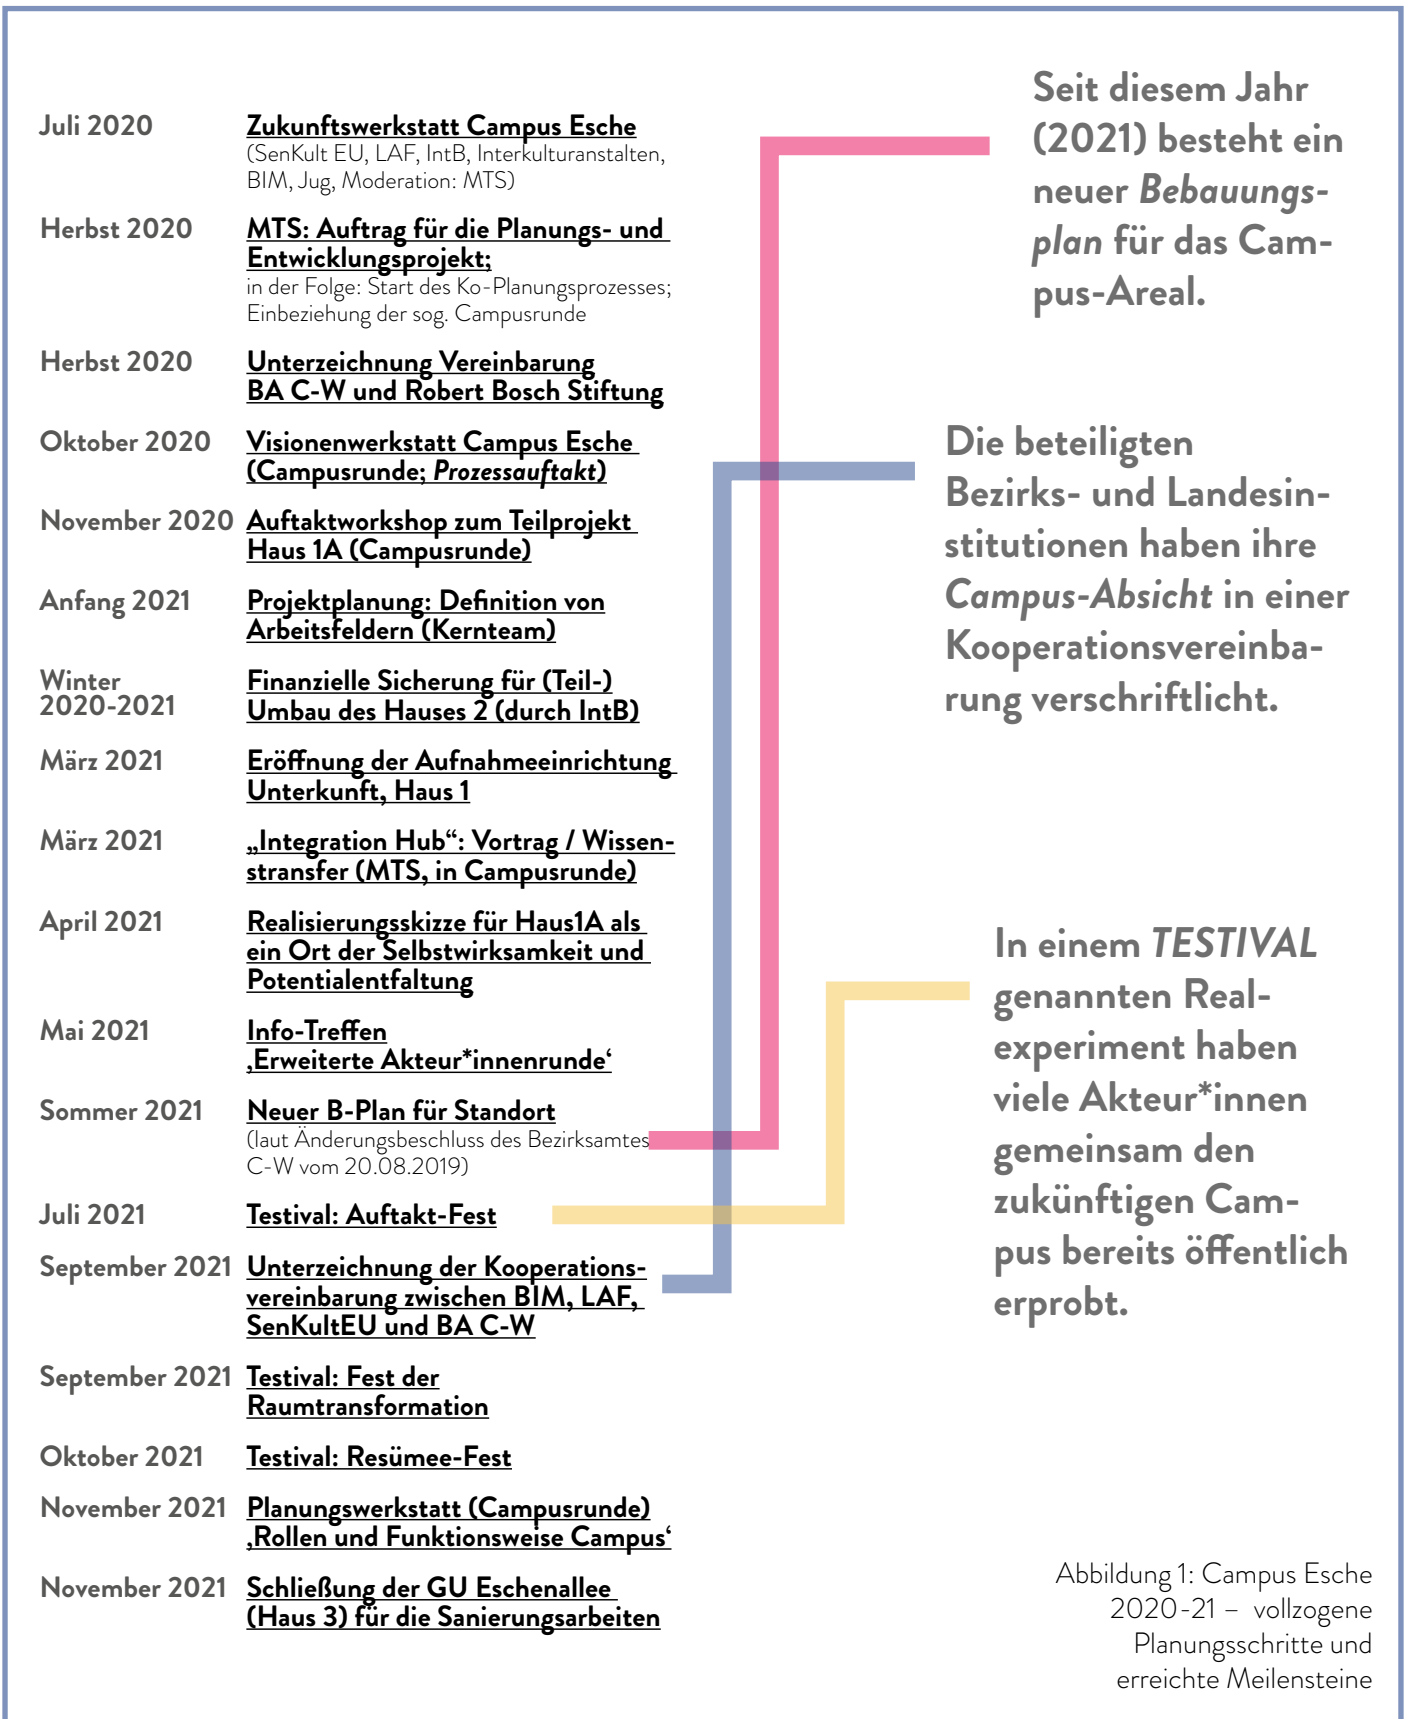 Juli 2020
Zukunftswerkstatt Campus Esche
(SenKult EU, LAF, IntB, Interkulturanstalten,
BIM, Jug, Moderation: MTS)
Herbst 2020
MTS: Auftrag für die Planungs- und
Entwicklungsprojekt;
in der Folge: Start des Ko-Planungsprozesses;
Einbeziehung der sog. Campusrunde
Herbst 2020
Unterzeichnung Vereinbarung
BA C-W und Robert Bosch Stiftung
Oktober 2020
Visionenwerkstatt Campus Esche
(Campusrunde; Prozessauftakt)
November 2020
Auftaktworkshop zum Teilprojekt
Haus 1A (Campusrunde)
Anfang 2021
Projektplanung: Definition von
Arbeitsfeldern (Kernteam)
Winter
2020-2021
Finanzielle Sicherung für (Teil-)
Umbau des Hauses 2 (durch IntB)
März 2021
Eröffnung der Aufnahmeeinrichtung
Unterkunft, Haus 1
März 2021
„Integration Hub“: Vortrag / Wissen-
stransfer (MTS, in Campusrunde)
April 2021
Realisierungsskizze für Haus1A als
ein Ort der Selbstwirksamkeit und
Potentialentfaltung
Mai 2021
Info-Treffen
‚Erweiterte Akteur*innenrunde‘
Sommer 2021
Neuer B-Plan für Standort
(laut Änderungsbeschluss des Bezirksamtes
C-W vom 20.08.2019)
Juli 2021
Testival: Auftakt-Fest
September 2021
Unterzeichnung der Kooperations-
vereinbarung zwischen BIM, LAF,
SenKultEU und BA C-W
September 2021
Testival: Fest der
Raumtransformation
Oktober 2021
Testival: Resümee-Fest
November 2021
Planungswerkstatt (Campusrunde)
‚Rollen und Funktionsweise Campus‘
November 2021
Schließung der GU Eschenallee
(Haus 3) für die Sanierungsarbeiten
Seit diesem Jahr
(2021) besteht ein
neuer Bebauungs-
plan für das Cam-
pus-Areal.
Die beteiligten
Bezirks- und Landesin-
stitutionen haben ihre
Campus-Absicht in einer
Kooperationsvereinba-
rung verschriftlicht.
In einem TESTIVAL
genannten Real-
experiment haben
viele Akteur*innen
gemeinsam den
zukünftigen Cam-
pus bereits öffentlich
erprobt.
Abbildung 1: Campus Esche
2020-21 – vollzogene
Planungsschritte und
erreichte Meilensteine